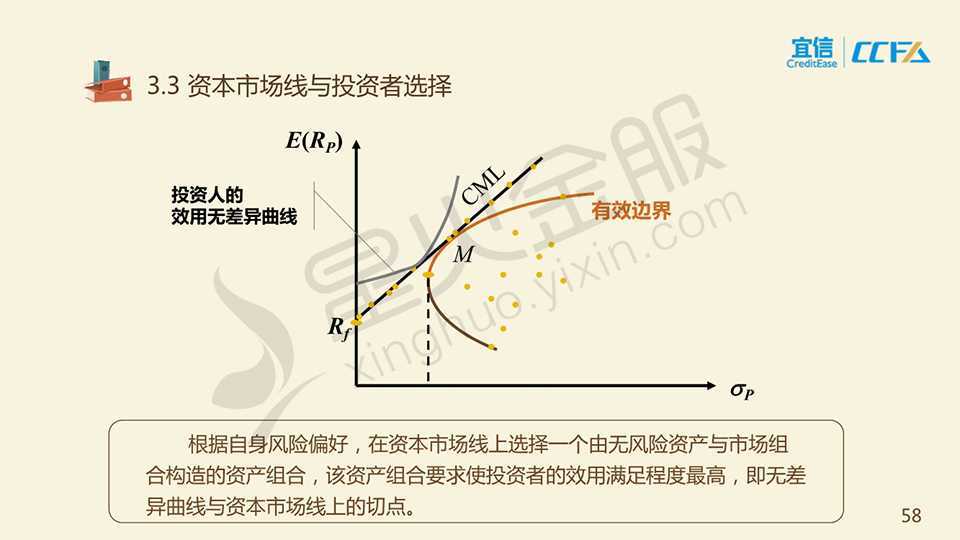 宜信
CreditEase
CCFA
3.3 资本市场线与投资者选择
E(R_P)
投资人的
效用无差异曲线
CML
有效边界
M
R_f
σ_P
星火金服
xinghuo.yixin.com
根据自身风险偏好，在资本市场线上选择一个由无风险资产与市场组
合构造的资产组合，该资产组合要求使投资者的效用满足程度最高，即无差
异曲线与资本市场线上的切点。
58